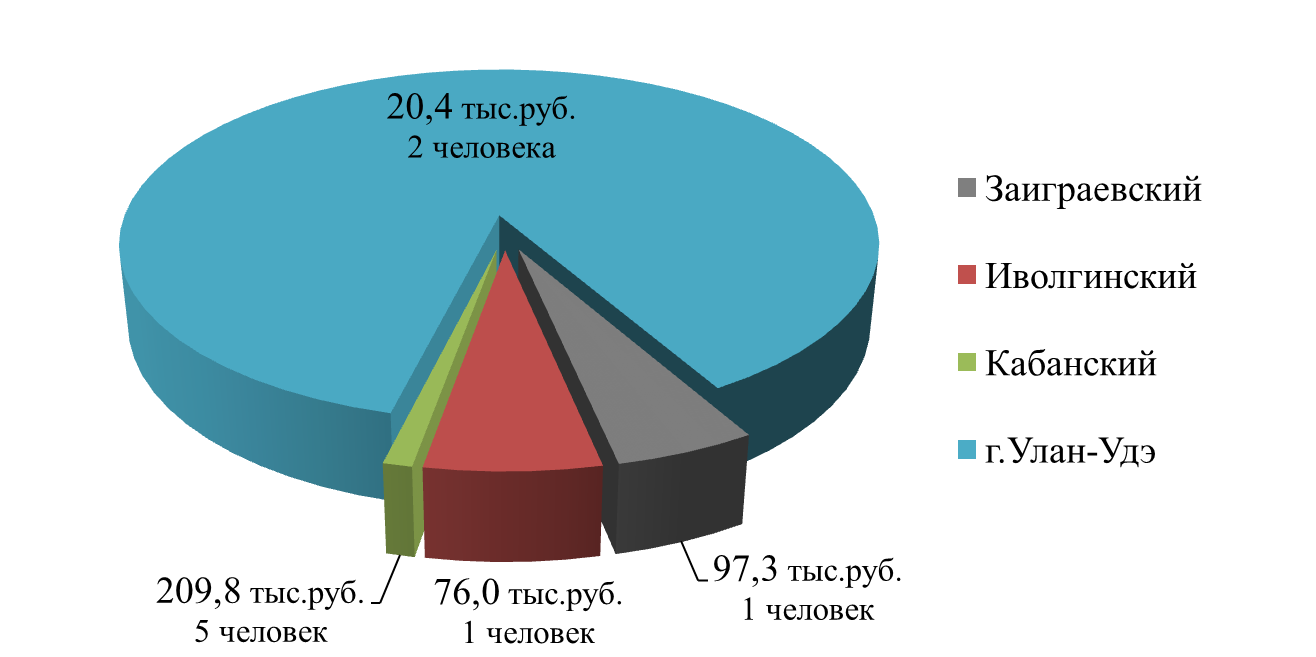 20,4 тыс.руб.
2 человека
Заиграевский
Иволгинский
Кабанский
г.Улан-Удэ
209,8 тыс.руб.
5 человек
76,0 тыс.руб.
1 человек
97,3 тыс.руб.
1 человек